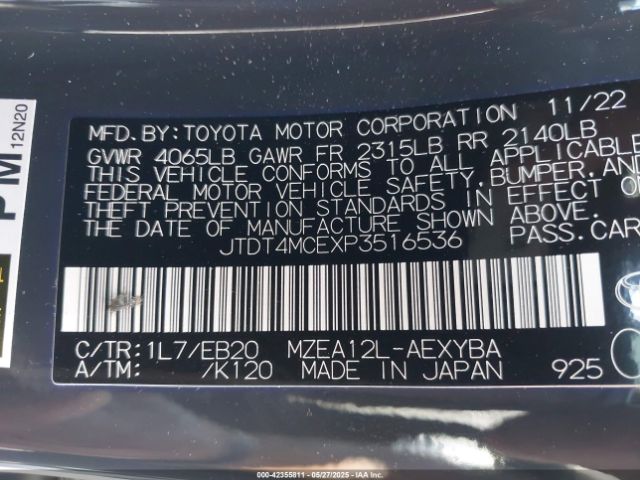 PM 12N20
11/22
MFD.BY:TOYOTA MOTOR CORPORATION
GVWR 4065LB GAWR FR 2315LB RR 2140LB
THIS VEHICLE CONFORMS TO ALL APPLICABLE
FEDERAL MOTOR VEHICLE SAFETY,BUMPER,AND
THEFT PREVENTION STANDARDS IN EFFECT ON
THE DATE OF MANUFACTURE SHOWN ABOVE.
JTDT4MCEXP3516536 PASS.CAR
C/TR:1L7/EB20 MZEA12L-AEXYBA
A/TM: /K120 MADE IN JAPAN 925
000-42355811 - 05/27/2025 - IAAI.COM